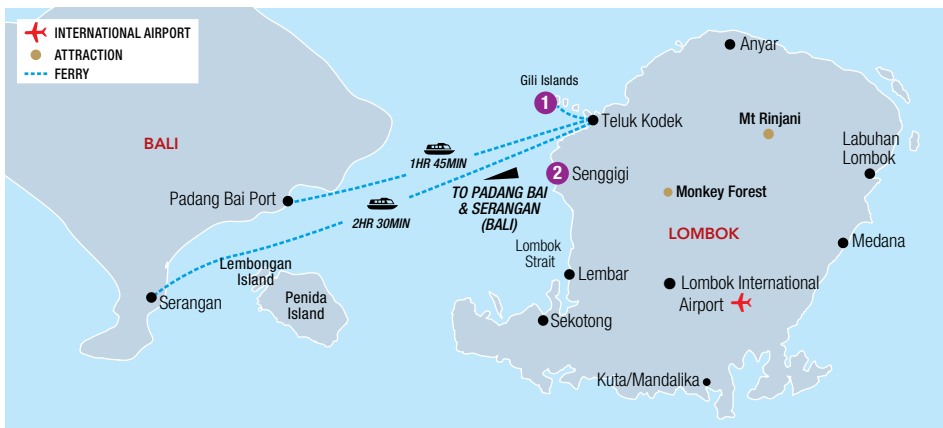 INTERNATIONAL AIRPORT
ATTRACTION
FERRY
Anyar
Gili Islands
1
Teluk Kodek
Mt Rinjani
BALI
1HR 45MIN
Labuhan
Lombok
2
Senggigi
TO PADANG BAI
& SERANGAN
(BALI)
Monkey Forest
Padang Bai Port
2HR 30MIN
LOMBOK
Medana
Lombok
Strait
Lembongan
Island
Lembar
Penida
Island
Serangan
Lombok International
Airport
Sekotong
Kuta/Mandalika